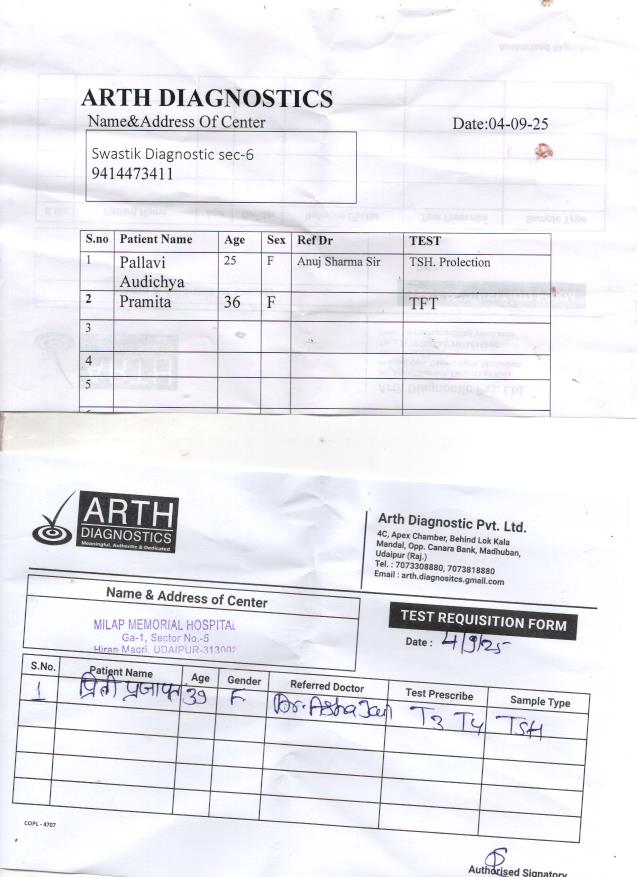 ARTH DIAGNOSTICS
Name&Address Of Center
Date:04-09-25
Swastik Diagnostic sec-6
9414473411
S.no Patient Name Age Sex Ref Dr TEST
1 Pallavi Audichya 25 F Anuj Sharma Sir TSH. Prolection
2 Pramita 36 F TFT
3
4
5
ARTH
DIAGNOSTICS
Meaningful, Authentic & Dedicated
Arth Diagnostic Pvt. Ltd.
4C, Apex Chamber, Behind Lok Kala
Mandal, Opp. Canara Bank, Madhuban,
Udaipur (Raj.)
Tel. : 7073308880, 7073818880
Email : arth.diagnositcs.gmail.com
Name & Address of Center
MILAP MEMORIAL HOSPITAL
Ga-1, Sector No.-5
Hiran Magri, UDAIPUR-313002
TEST REQUISITION FORM
Date : 4/9/25
S.No. Patient Name Age Gender Referred Doctor Test Prescribe Sample Type
1 39 F Dr. Asha T3 T4 TSH
COPL - 4707
Authorised Signatory